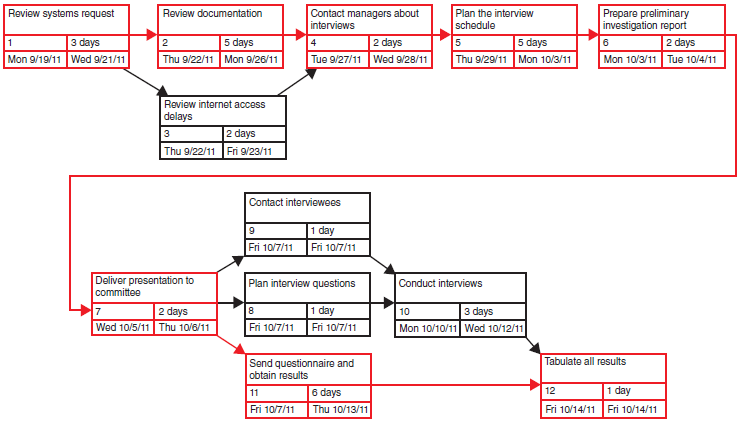 Review systems request
1 3 days
Mon 9/19/11 Wed 9/21/11
Review documentation
2 5 days
Thu 9/22/11 Mon 9/26/11
Contact managers about
interviews
4 2 days
Tue 9/27/11 Wed 9/28/11
Plan the interview
schedule
5 5 days
Thu 9/29/11 Mon 10/3/11
Prepare preliminary
investigation report
6 2 days
Mon 10/3/11 Tue 10/4/11
Review internet access
delays
3 2 days
Thu 9/22/11 Fri 9/23/11
Contact interviewees
9 1 day
Fri 10/7/11 Fri 10/7/11
Deliver presentation to
committee
7 2 days
Wed 10/5/11 Thu 10/6/11
Plan interview questions
8 1 day
Fri 10/7/11 Fri 10/7/11
Conduct interviews
10 3 days
Mon 10/10/11 Wed 10/12/11
Send questionnaire and
obtain results
11 6 days
Fri 10/7/11 Thu 10/13/11
Tabulate all results
12 1 day
Fri 10/14/11 Fri 10/14/11